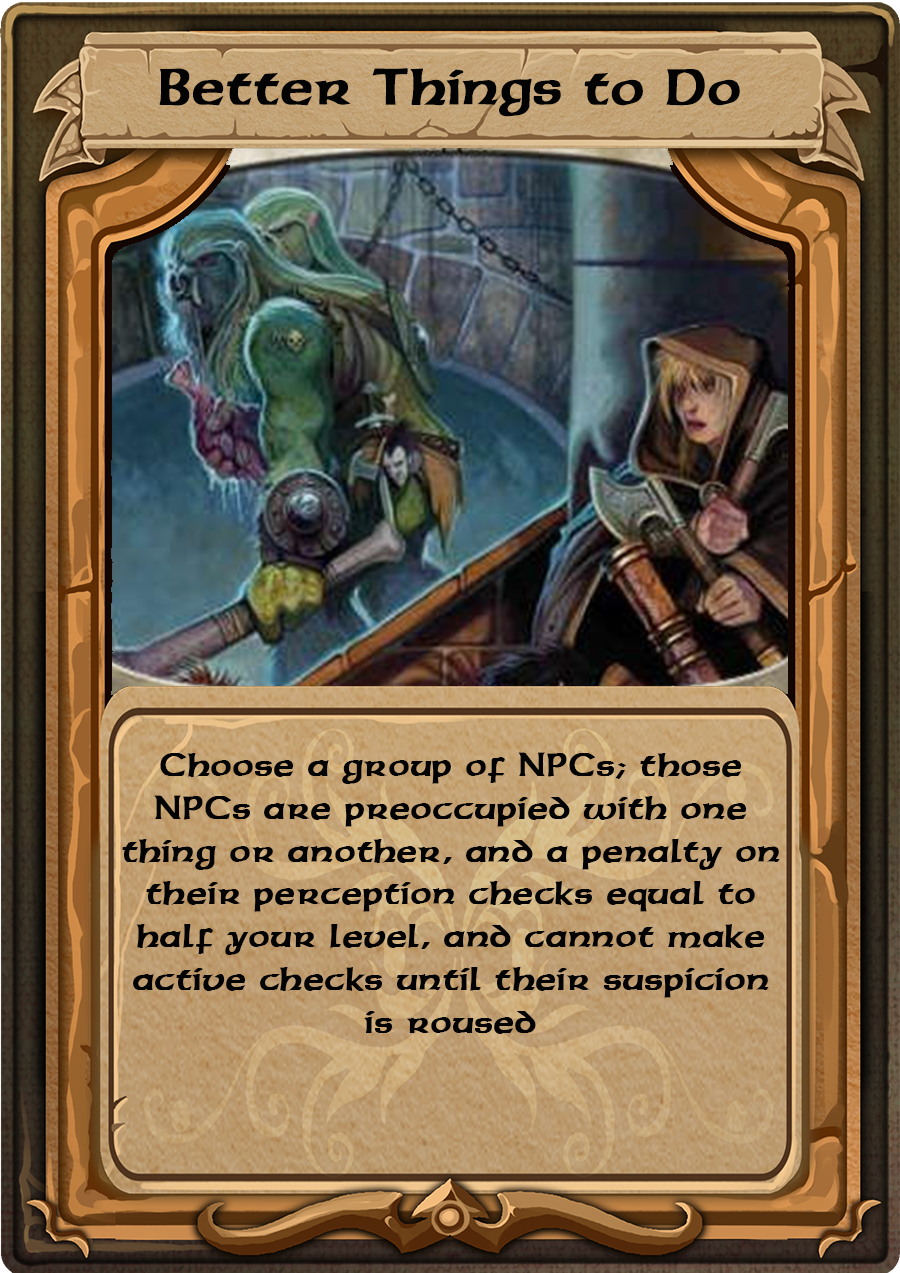 Better Things to Do
Choose a group of NPCs; those
NPCs are preoccupied with one
thing or another, and a penalty on
their perception checks equal to
half your level, and cannot make
active checks until their suspicion
is roused